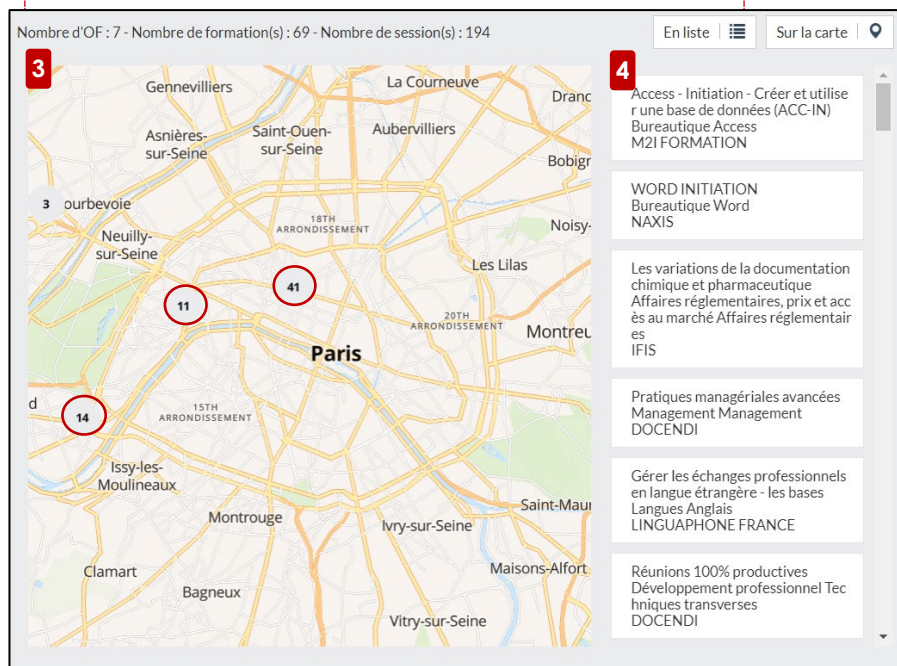 Nombre d'OF : 7 - Nombre de formation(s) : 69 - Nombre de session(s) : 194
En liste
Sur la carte
3
Gennevilliers
La Courneuve
Dranc
Asnières-
sur-Seine
Saint-Ouen-
sur-Seine
Aubervilliers
Bobigr
3
ourbevoie
Neuilly-
sur-Seine
18TH
ARRONDISSEMENT
Noisy-
Les Lilas
11
41
20TH
ARRONDISSEMENT
Montreu
Paris
d
14
15TH
ARRONDISSEMENT
Issy-les-
Moulineaux
Montrouge
Ivry-sur-Seine
Saint-Maur
Clamart
Maisons-Alfort
Bagneux
Vitry-sur-Seine
4
Access - Initiation - Créer et utilise
r une base de données (ACC-IN)
Bureautique Access
M2I FORMATION
WORD INITIATION
Bureautique Word
NAXIS
Les variations de la documentation
chimique et pharmaceutique
Affaires réglementaires, prix et acc
ès au marché Affaires réglementair
es
IFIS
Pratiques managériales avancées
Management Management
DOCENDI
Gérer les échanges professionnels
en langue étrangère - les bases
Langues Anglais
LINGUAPHONE FRANCE
Réunions 100% productives
Développement professionnel Tec
hniques transverses
DOCENDI